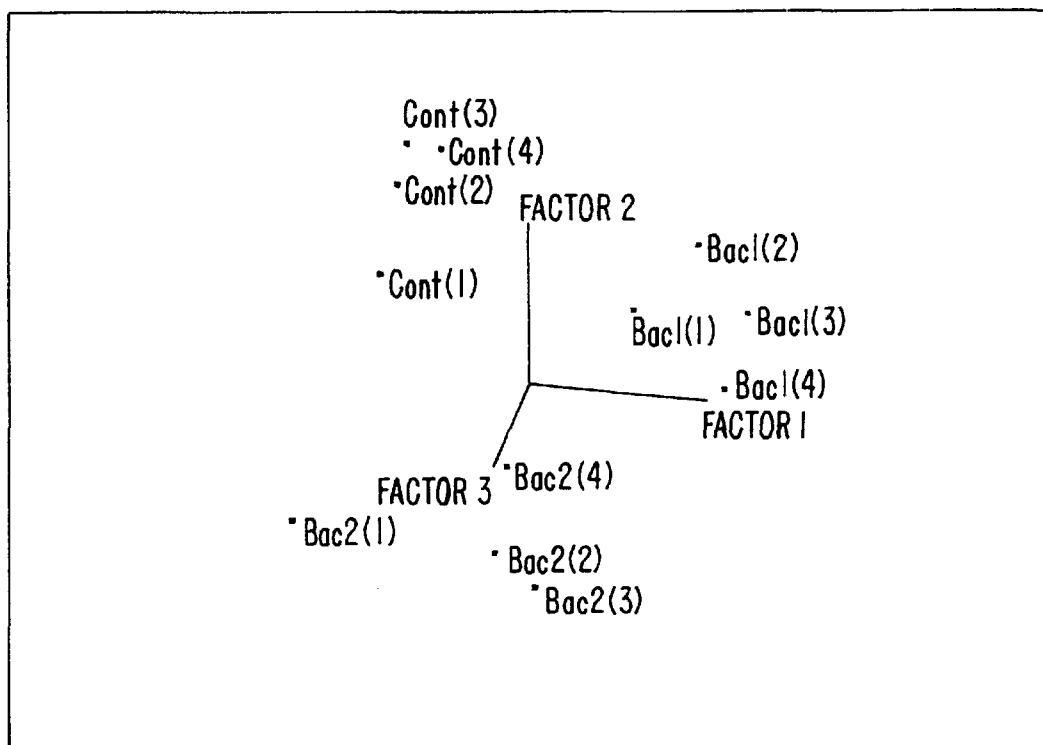 Cont(3)
Cont(4)
Cont(2)
FACTOR 2
Bac1(2)
Cont(1)
Bac1(1)
Bac1(3)
Bac1(4)
FACTOR 1
Bac2(4)
FACTOR 3
Bac2(1)
Bac2(2)
Bac2(3)